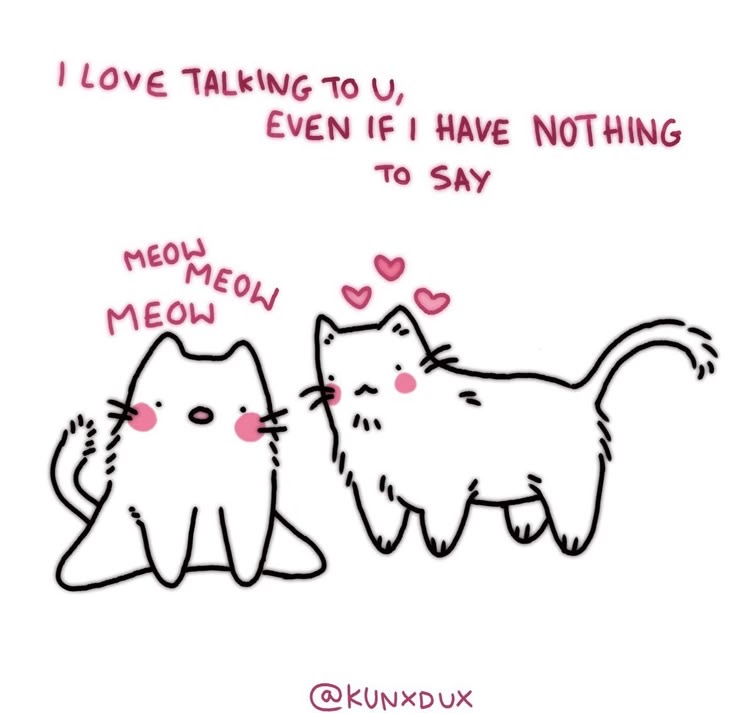 I LOVE TALKING TO U,
EVEN IF I HAVE NOTHING
TO SAY
MEOW
MEOW
MEOW
@KUNXDUX